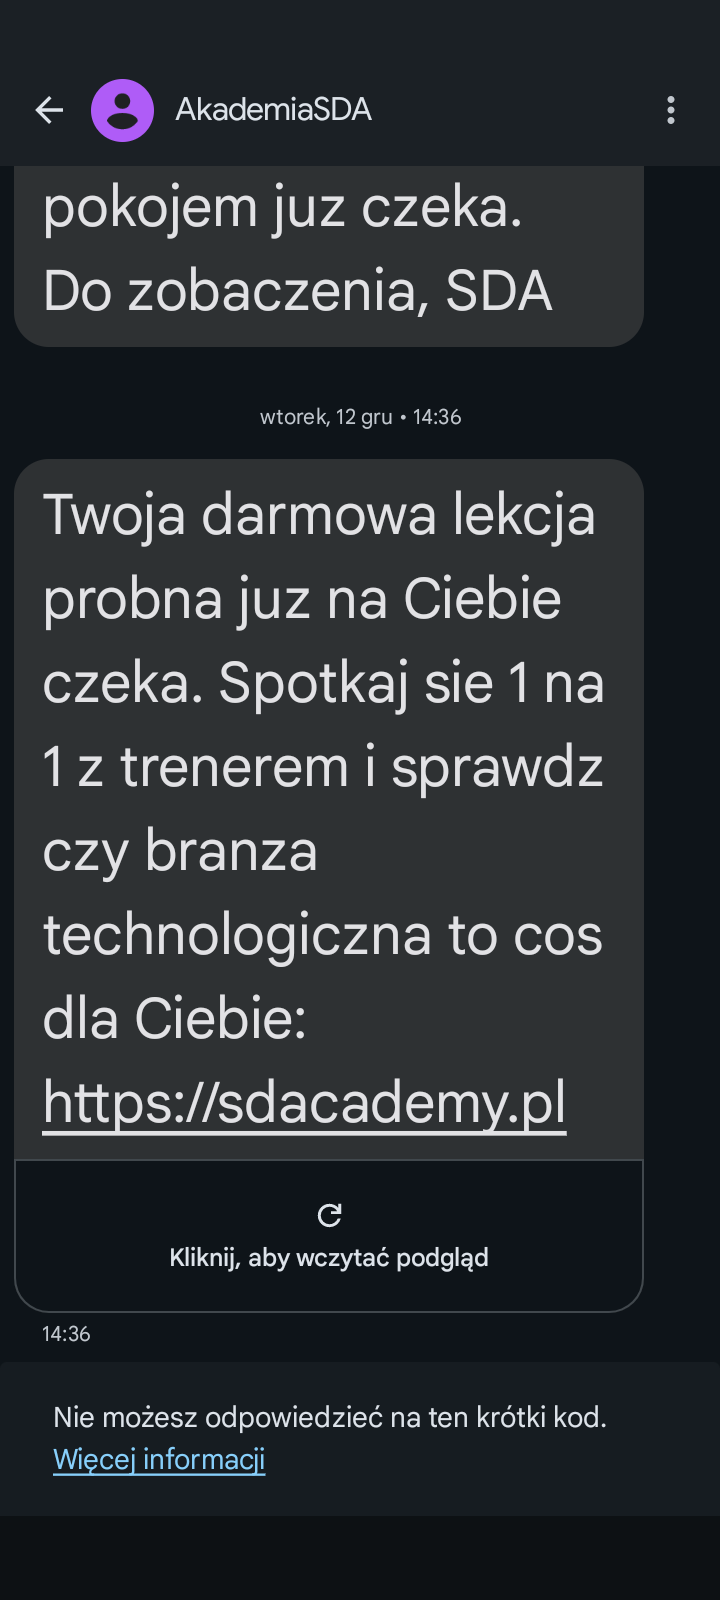 AkademiaSDA
pokojem juz czeka.
Do zobaczenia, SDA
wtorek, 12 gru • 14:36
Twoja darmowa lekcja
probna juz na Ciebie
czeka. Spotkaj sie 1 na
1 z trenerem i sprawdz
czy branza
technologiczna to cos
dla Ciebie:
https://sdacademy.pl
Kliknij, aby wczytać podgląd
14:36
Nie możesz odpowiedzieć na ten krótki kod.
Więcej informacji